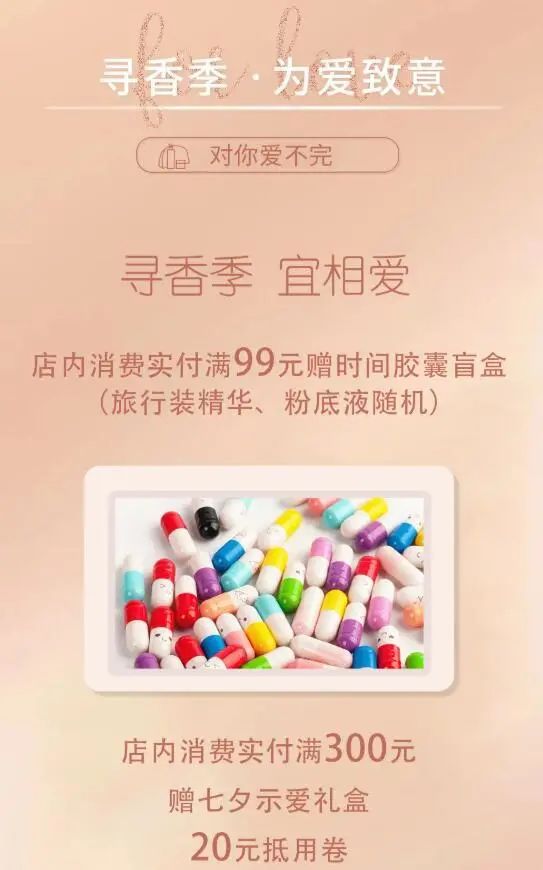 for love
寻香季·为爱致意
对你爱不完
寻香季 宜相爱
店内消费实付满99元赠时间胶囊盲盒
（旅行装精华、粉底液随机）
店内消费实付满300元
赠七夕示爱礼盒
20元抵用卷